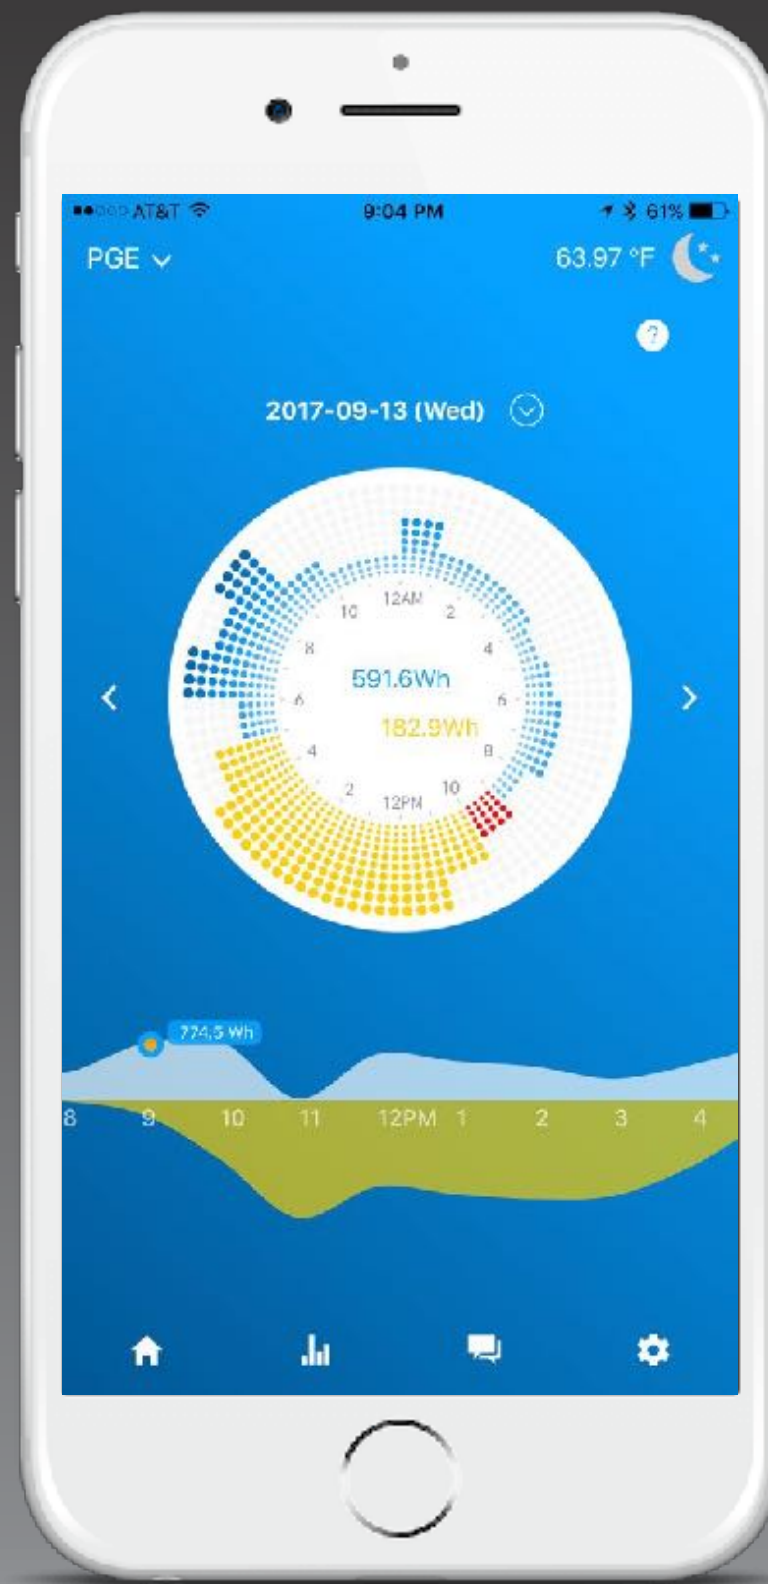 AT&T 9:04 PM 61%
PGE 63.97 °F
?
2017-09-13 (Wed)
12AM
10 2
8 4
591.6Wh
6 6
182.9Wh
4 8
2 10
12PM
774.5 Wh
8 9 10 11 12PM 1 2 3 4